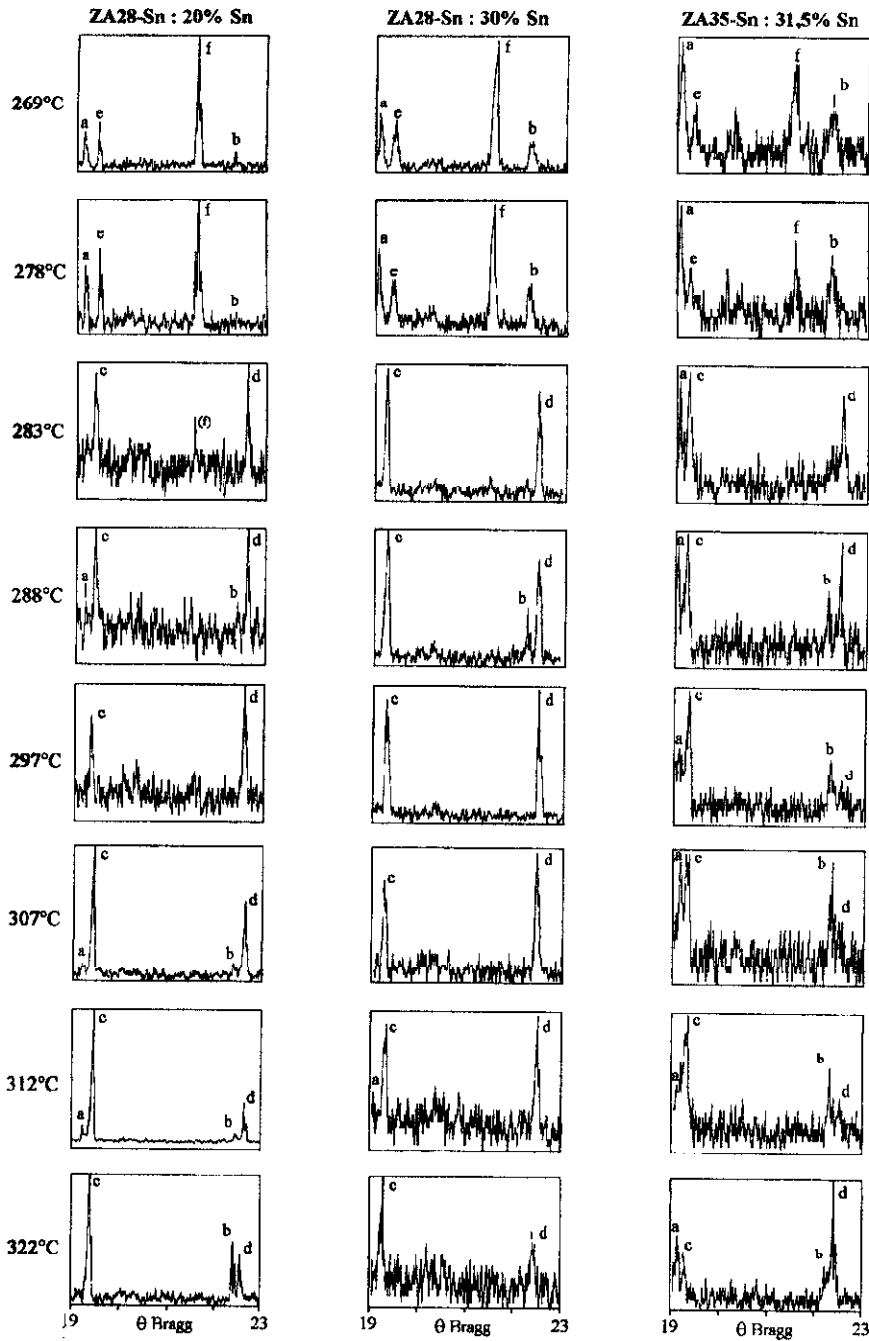 ZA28-Sn : 20% Sn ZA28-Sn : 30% Sn ZA35-Sn : 31,5% Sn
269°C
a e f b
a e f b
a e f b
278°C
a e f b
a e f b
a e f b
283°C
c (f) d
c d
a c d
288°C
a c b d
c b d
a c b d
297°C
c d
c d
a c b d
307°C
a c b d
c d
a c b d
312°C
a c b d
a c d
a c b d
322°C
c b d
c d
a c b d
19 θ Bragg 23
19 θ Bragg 23
19 θ Bragg 23